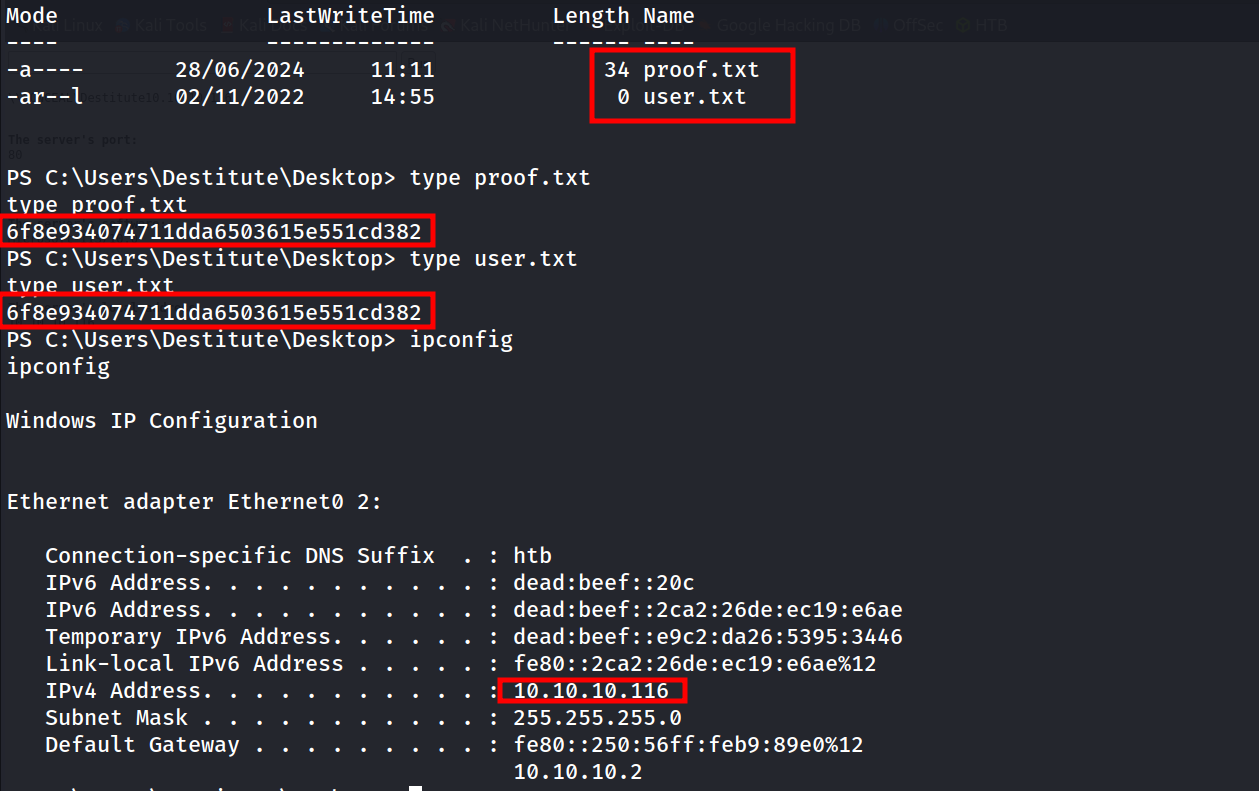 Mode                LastWriteTime         Length Name
----                -------------         ------ ----
-a----       28/06/2024     11:11             34 proof.txt
-ar--l       02/11/2022     14:55              0 user.txt
The server's port:
80
PS C:\Users\Destitute\Desktop> type proof.txt
type proof.txt
6f8e934074711dda6503615e551cd382
PS C:\Users\Destitute\Desktop> type user.txt
type user.txt
6f8e934074711dda6503615e551cd382
PS C:\Users\Destitute\Desktop> ipconfig
ipconfig
Windows IP Configuration
Ethernet adapter Ethernet0 2:
   Connection-specific DNS Suffix  . : htb
   IPv6 Address. . . . . . . . . . . : dead:beef::20c
   IPv6 Address. . . . . . . . . . . : dead:beef::2ca2:26de:ec19:e6ae
   Temporary IPv6 Address. . . . . . : dead:beef::e9c2:da26:5395:3446
   Link-local IPv6 Address . . . . . : fe80::2ca2:26de:ec19:e6ae%12
   IPv4 Address. . . . . . . . . . . : 10.10.10.116
   Subnet Mask . . . . . . . . . . . : 255.255.255.0
   Default Gateway . . . . . . . . . : fe80::250:56ff:feb9:89e0%12
                                       10.10.10.2